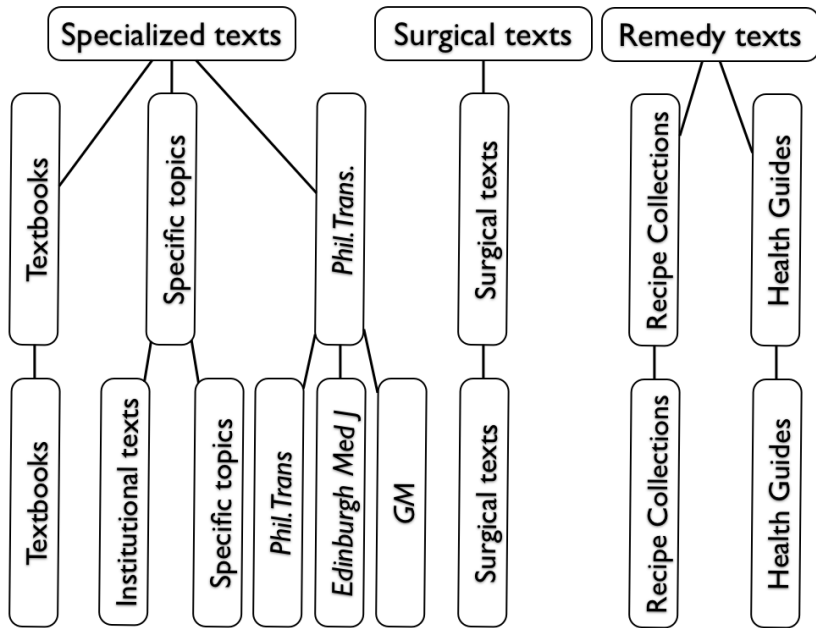 Specialized texts
Surgical texts
Remedy texts
Textbooks
Specific topics
Phil.Trans.
Surgical texts
Recipe Collections
Health Guides
Textbooks
Institutional texts
Specific topics
Phil.Trans
Edinburgh Med J
GM
Surgical texts
Recipe Collections
Health Guides